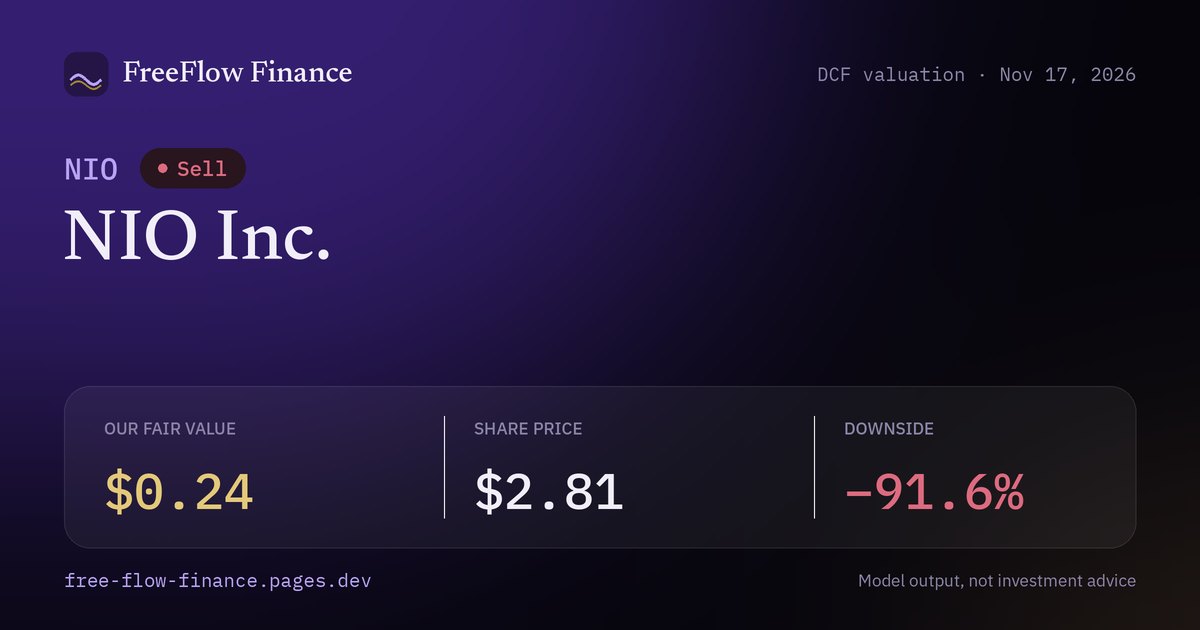 FreeFlow Finance
DCF valuation · Nov 17, 2026
NIO
Sell
NIO Inc.
OUR FAIR VALUE
$0.24
SHARE PRICE
$2.81
DOWNSIDE
−91.6%
free-flow-finance.pages.dev
Model output, not investment advice